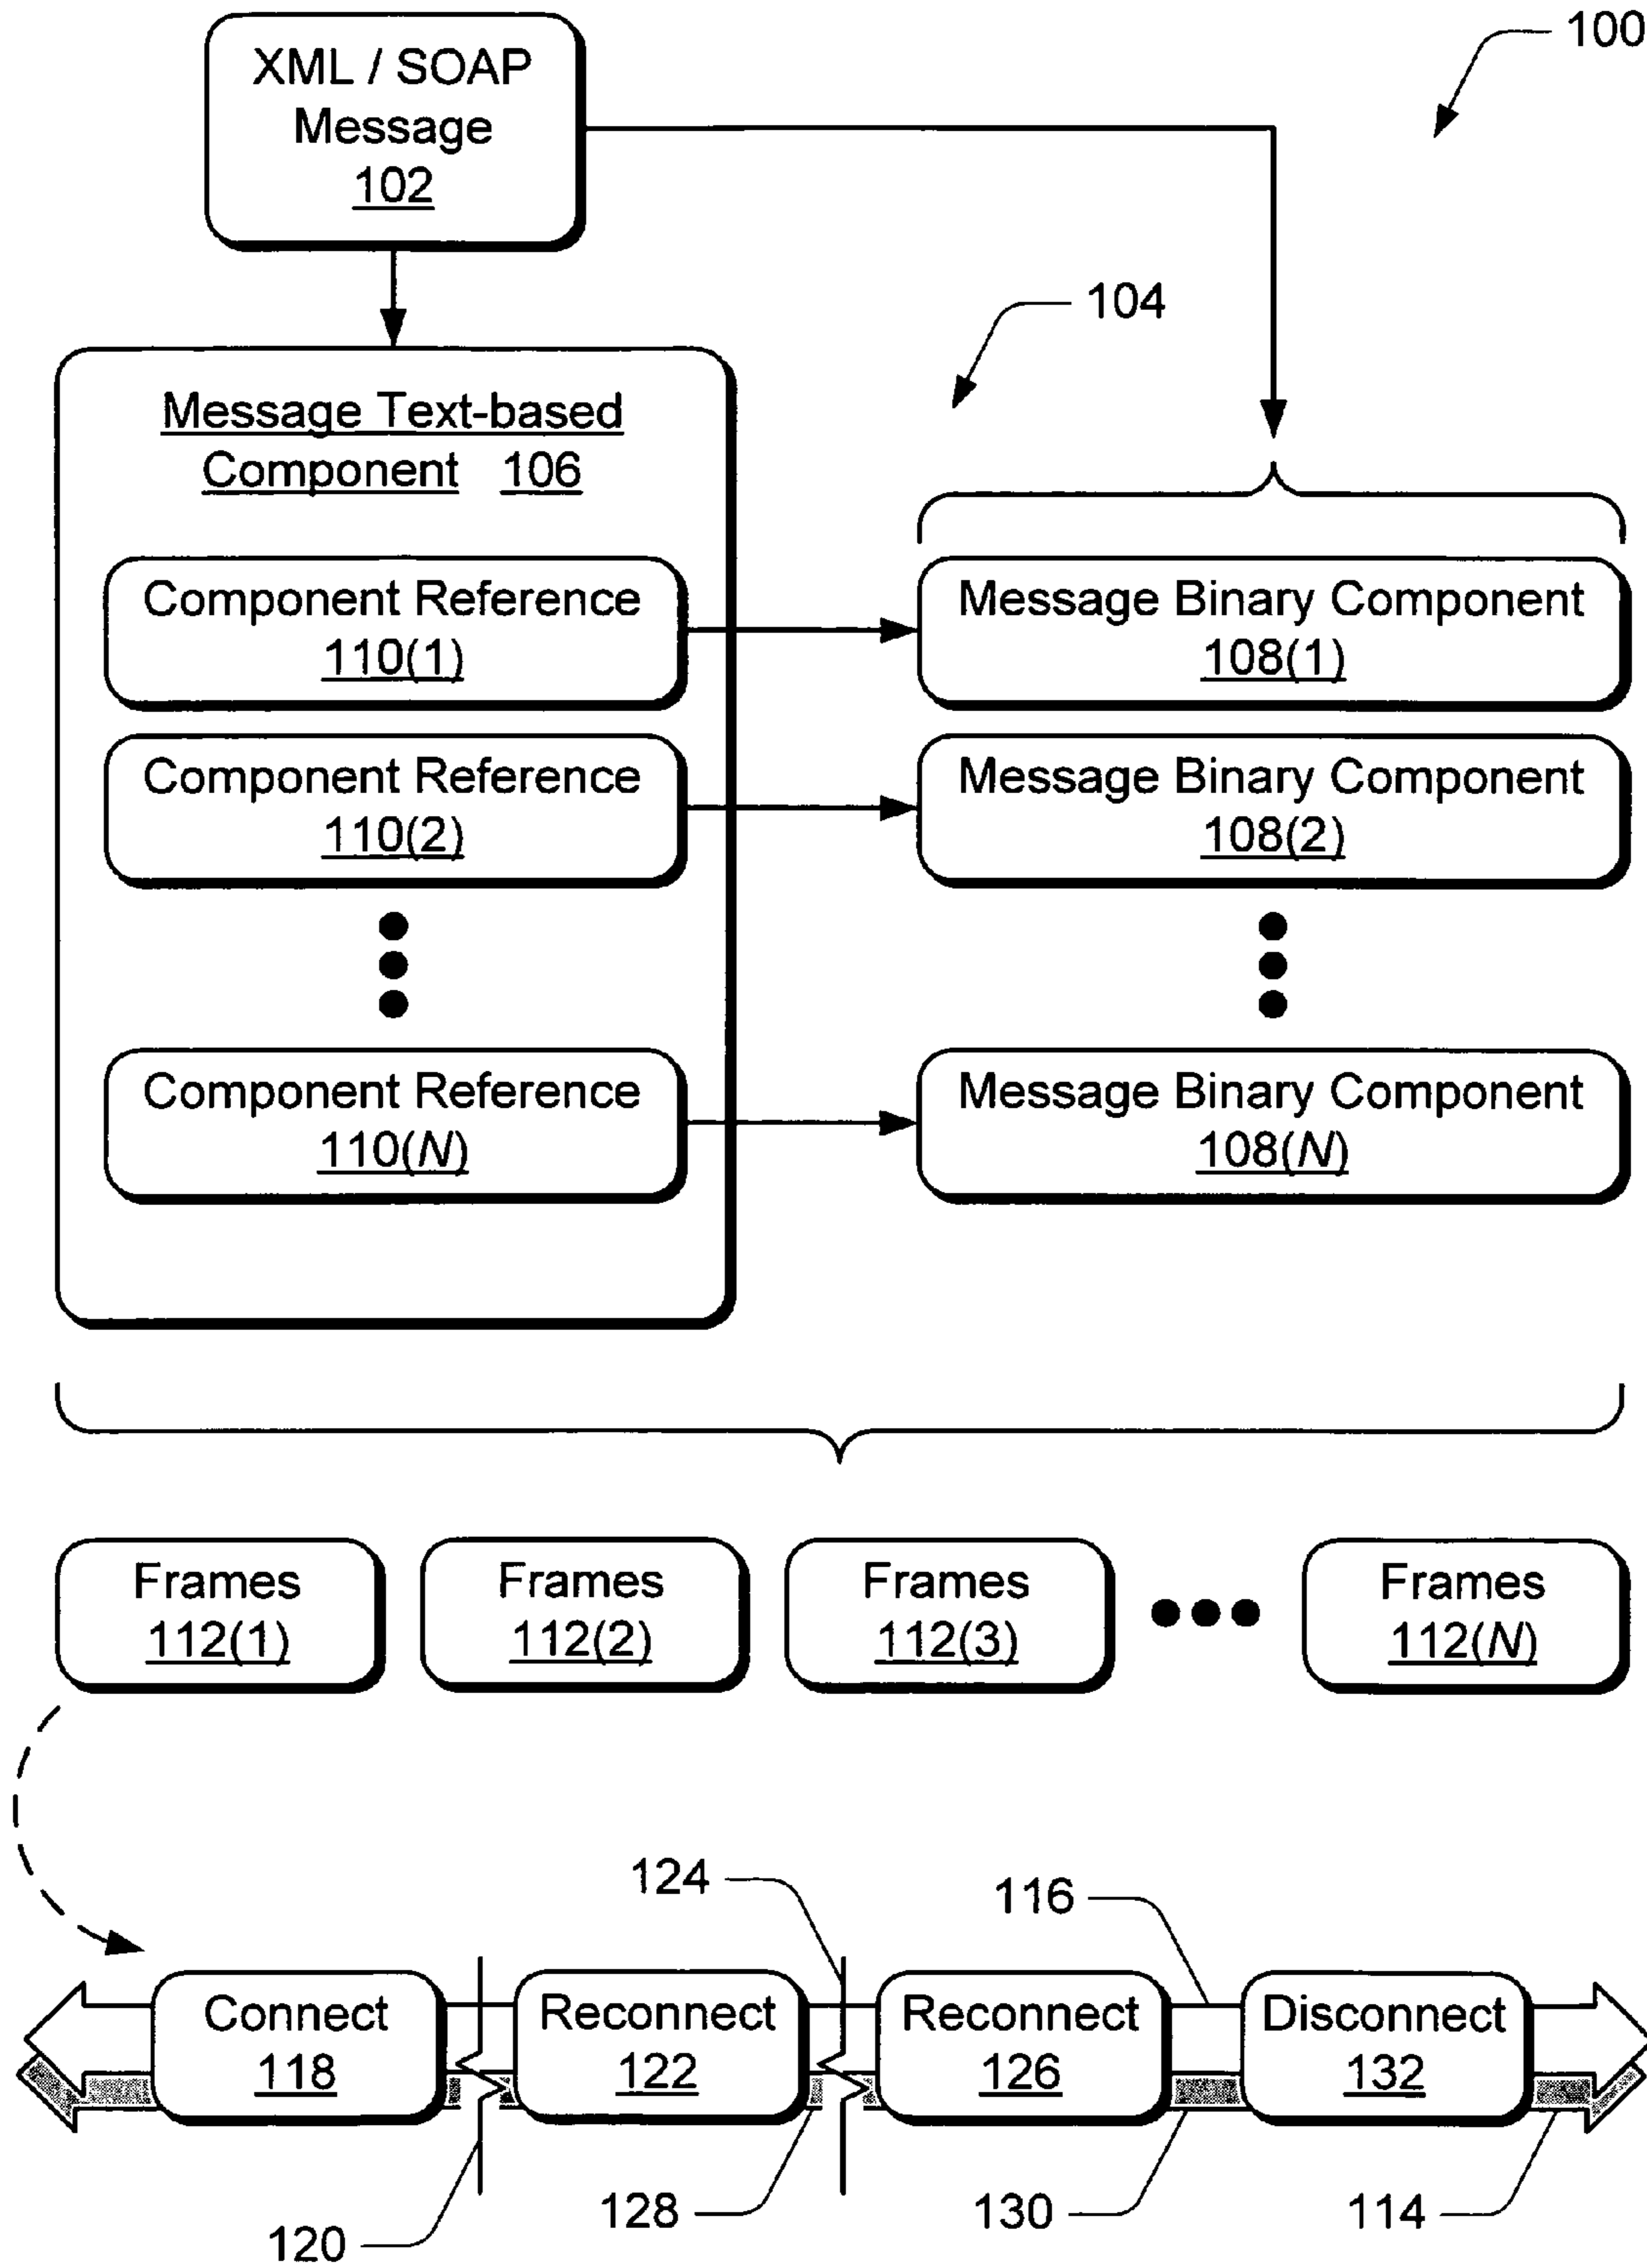 100
XML / SOAP
Message
102
104
Message Text-based
Component 106
Component Reference
110(1)
Message Binary Component
108(1)
Component Reference
110(2)
Message Binary Component
108(2)
Component Reference
110(N)
Message Binary Component
108(N)
Frames
112(1)
Frames
112(2)
Frames
112(3)
Frames
112(N)
124
116
Connect
118
Reconnect
122
Reconnect
126
Disconnect
132
120
128
130
114